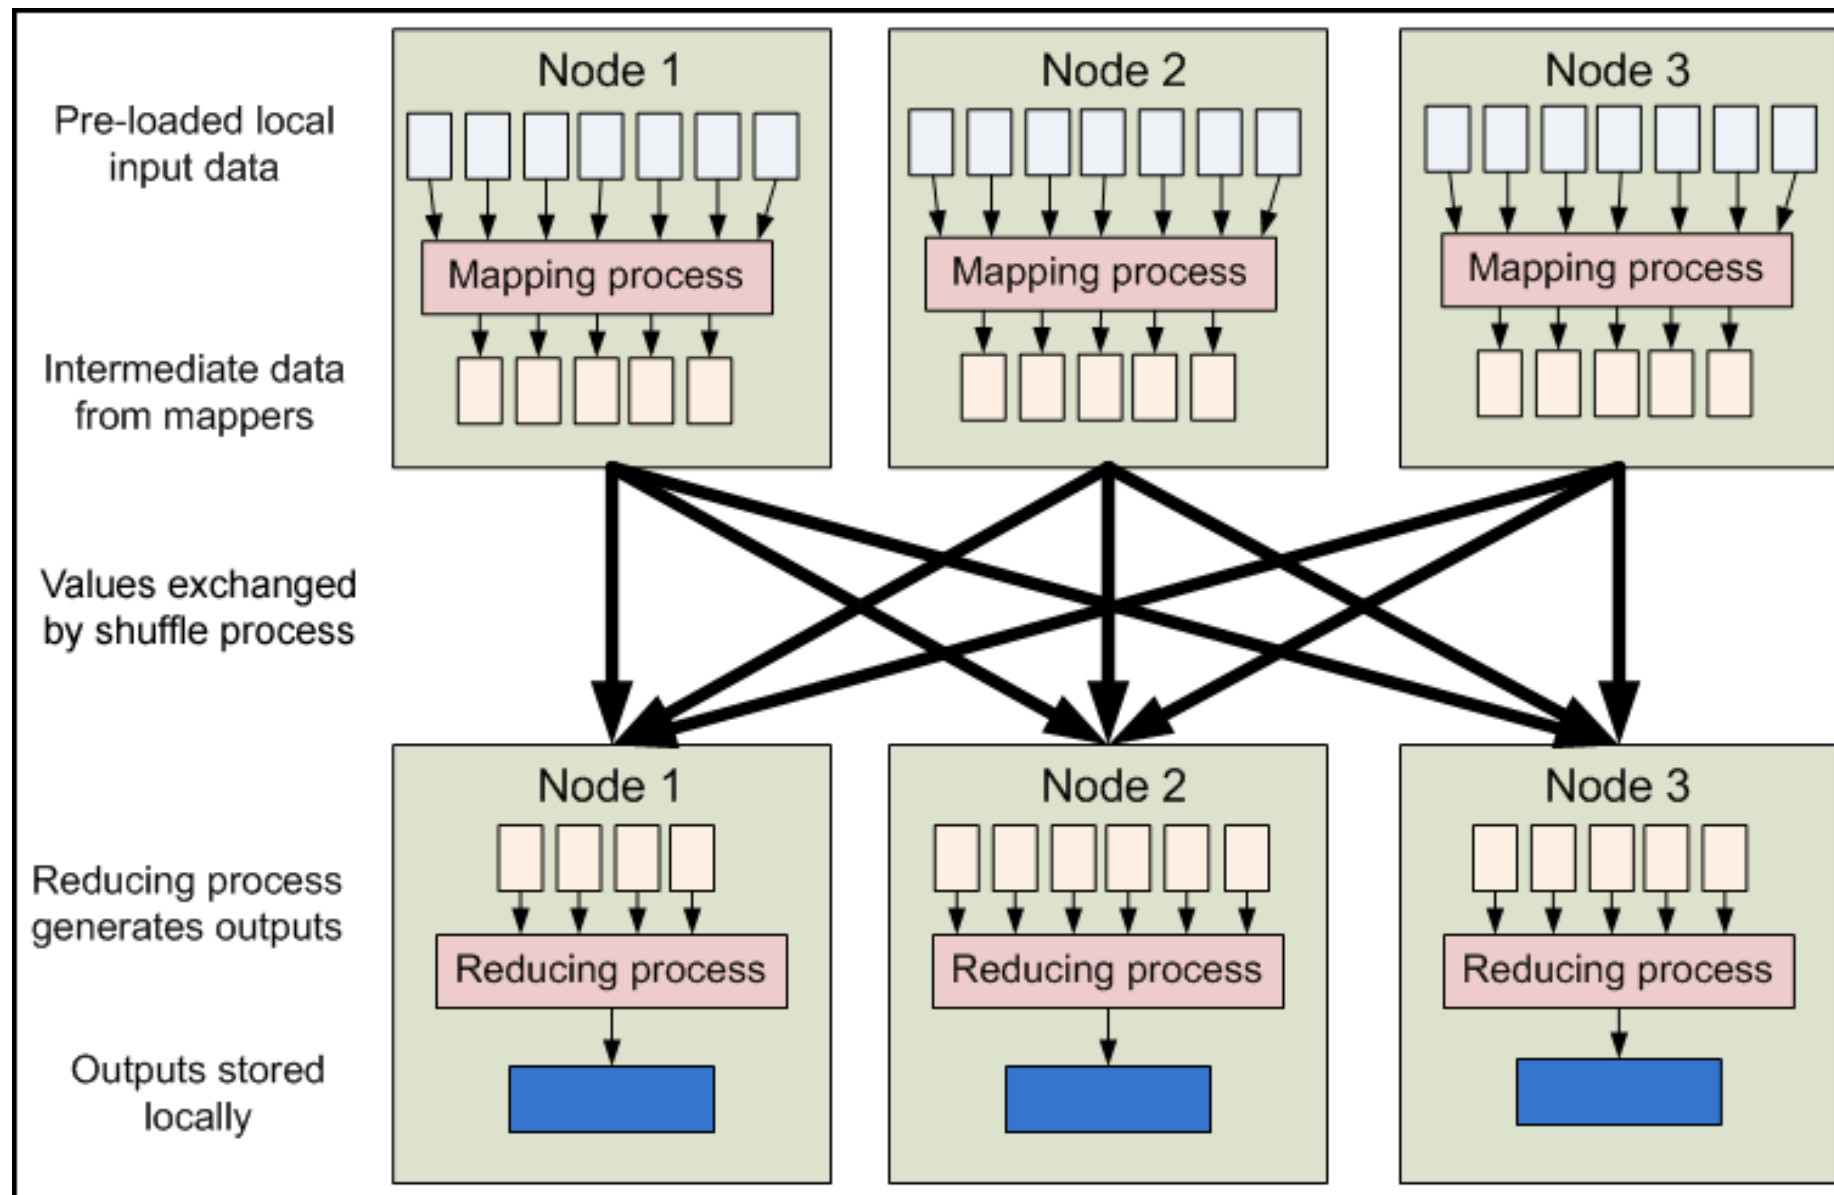 Node 1
Node 2
Node 3
Pre-loaded local
input data
Mapping process
Mapping process
Mapping process
Intermediate data
from mappers
Values exchanged
by shuffle process
Node 1
Node 2
Node 3
Reducing process
generates outputs
Reducing process
Reducing process
Reducing process
Outputs stored
locally